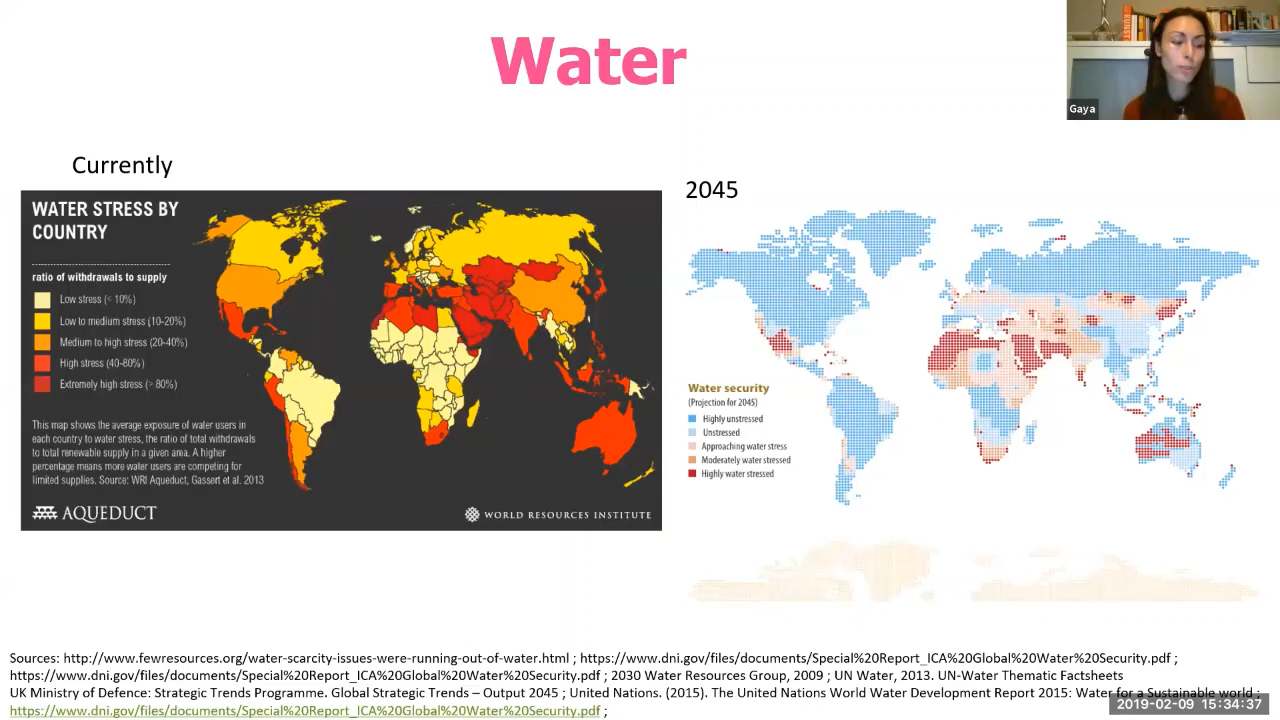 Water
Gaya
Currently
2045
WATER STRESS BY
COUNTRY
ratio of withdrawals to supply
Low stress (< 10%)
Low to medium stress (10-20%)
Medium to high stress (20-40%)
High stress (40-80%)
Extremely high stress (> 80%)
This map shows the average exposure of water users in
each country to water stress, the ratio of total withdrawals
to total renewable supply in a given area. A higher
percentage means more water users are competing for
limited supplies. Source: WRI Aqueduct, Gassert et al. 2013
AQUEDUCT
WORLD RESOURCES INSTITUTE
Water security
(Projection for 2045)
Highly unstressed
Unstressed
Approaching water stress
Moderately water stressed
Highly water stressed
Sources: http://www.fewresources.org/water-scarcity-issues-were-running-out-of-water.html ; https://www.dni.gov/files/documents/Special%20Report_ICA%20Global%20Water%20Security.pdf ;
https://www.dni.gov/files/documents/Special%20Report_ICA%20Global%20Water%20Security.pdf ; 2030 Water Resources Group, 2009 ; UN Water, 2013. UN-Water Thematic Factsheets
UK Ministry of Defence: Strategic Trends Programme. Global Strategic Trends – Output 2045 ; United Nations. (2015). The United Nations World Water Development Report 2015: Water for a Sustainable world ;
https://www.dni.gov/files/documents/Special%20Report_ICA%20Global%20Water%20Security.pdf ;
2019-02-09 15:34:37
KUNST